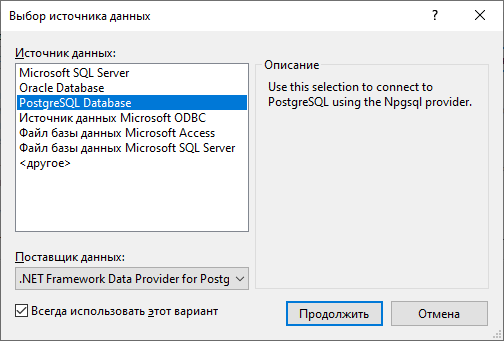 Выбор источника данных
Источник данных:
Microsoft SQL Server
Oracle Database
PostgreSQL Database
Источник данных Microsoft ODBC
Файл базы данных Microsoft Access
Файл базы данных Microsoft SQL Server
<другое>
Описание
Use this selection to connect to
PostgreSQL using the Npgsql provider.
Поставщик данных:
.NET Framework Data Provider for Postg
Всегда использовать этот вариант
Продолжить
Отмена